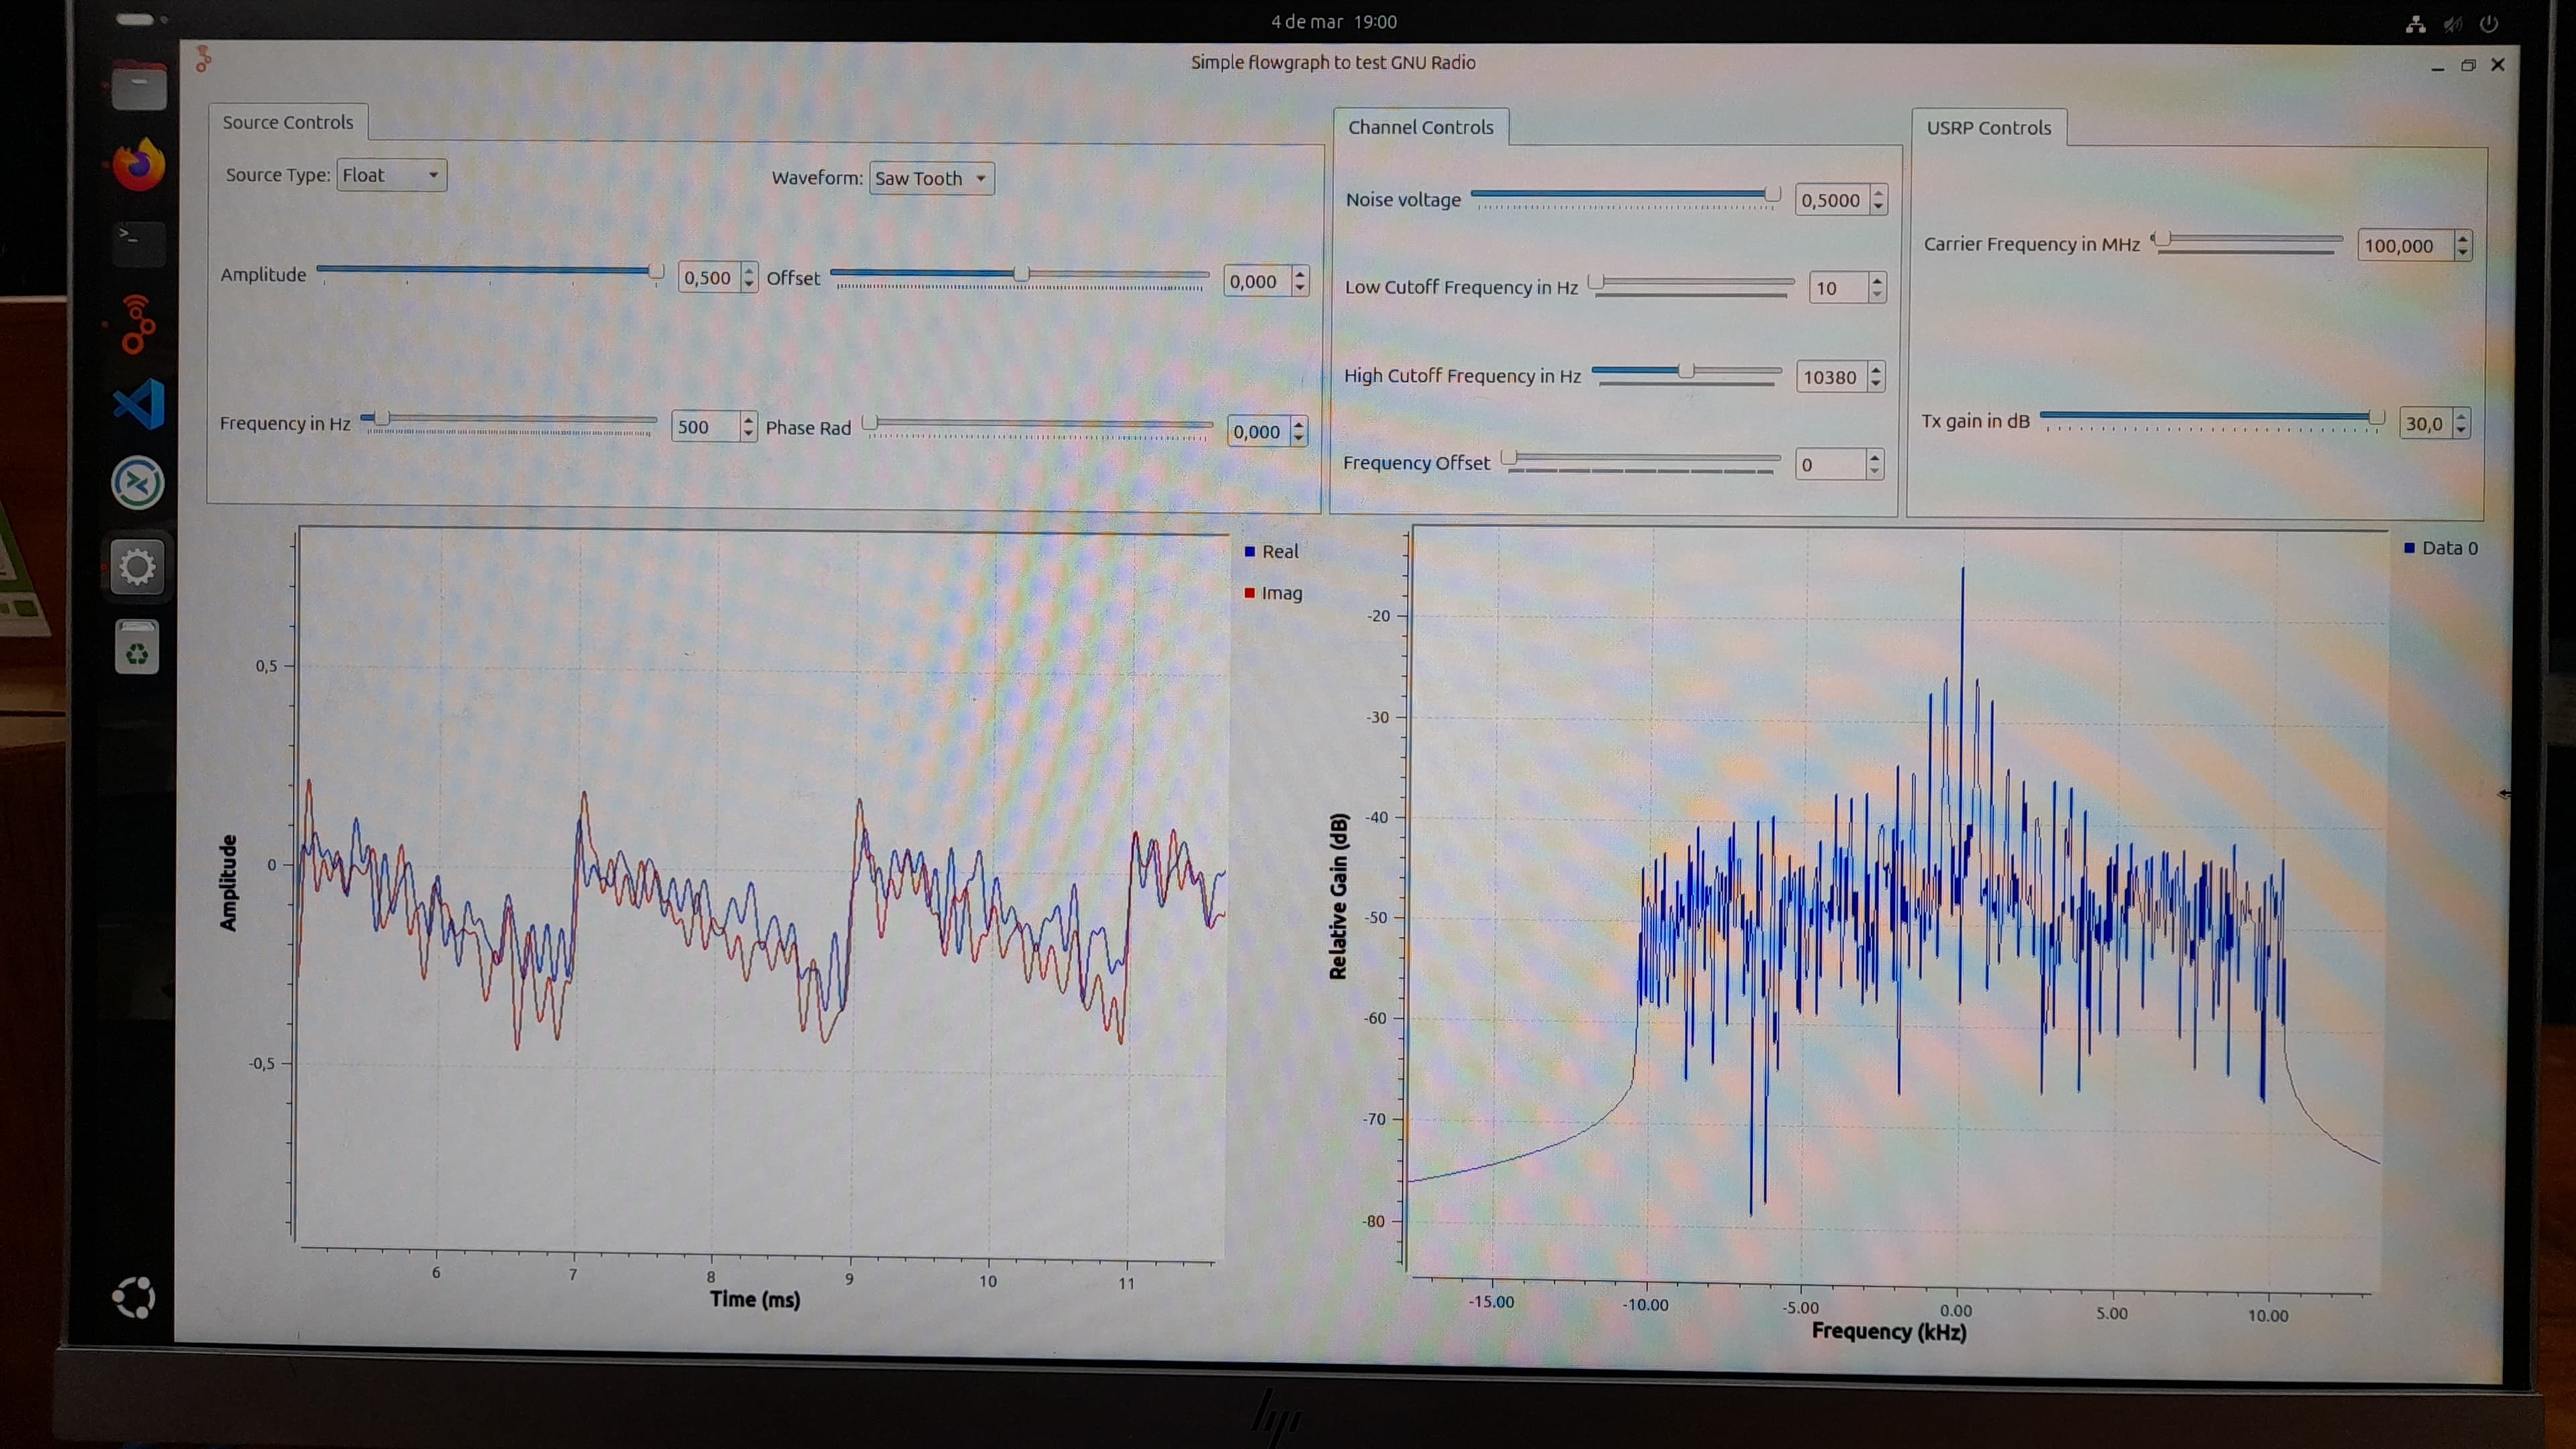 4 de mar 19:00
Simple flowgraph to test GNU Radio
Source Controls
Source Type: Float
Waveform: Saw Tooth
Amplitude 0,500
Offset 0,000
Frequency in Hz 500
Phase Rad 0,000
Channel Controls
Noise voltage 0,5000
Low Cutoff Frequency in Hz 10
High Cutoff Frequency in Hz 10380
Frequency Offset 0
USRP Controls
Carrier Frequency in MHz 100,000
Tx gain in dB 30,0
Real
Imag
Amplitude
0,5
0
-0,5
6 7 8 9 10 11
Time (ms)
Data 0
Relative Gain (dB)
-20
-30
-40
-50
-60
-70
-80
-15.00 -10.00 -5.00 0.00 5.00 10.00
Frequency (kHz)
hp